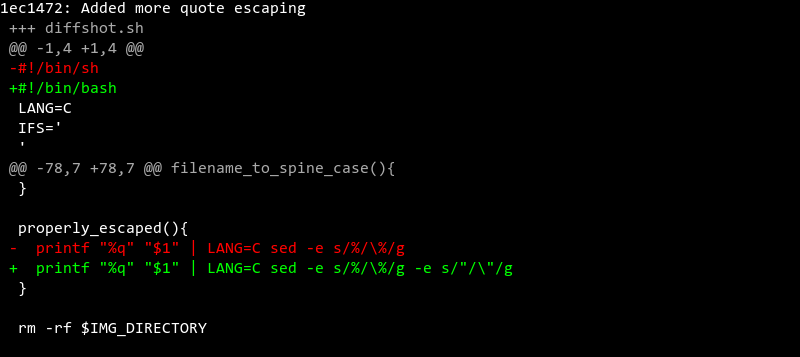 1ec1472: Added more quote escaping
+++ diffshot.sh
@@ -1,4 +1,4 @@
-#!/bin/sh
+#!/bin/bash
LANG=C
IFS='
'
@@ -78,7 +78,7 @@ filename_to_spine_case(){
}
properly_escaped(){
-  printf "%q" "$1" | LANG=C sed -e s/%/\%/g
+  printf "%q" "$1" | LANG=C sed -e s/%/\%/g -e s/"/\"/g
}
rm -rf $IMG_DIRECTORY